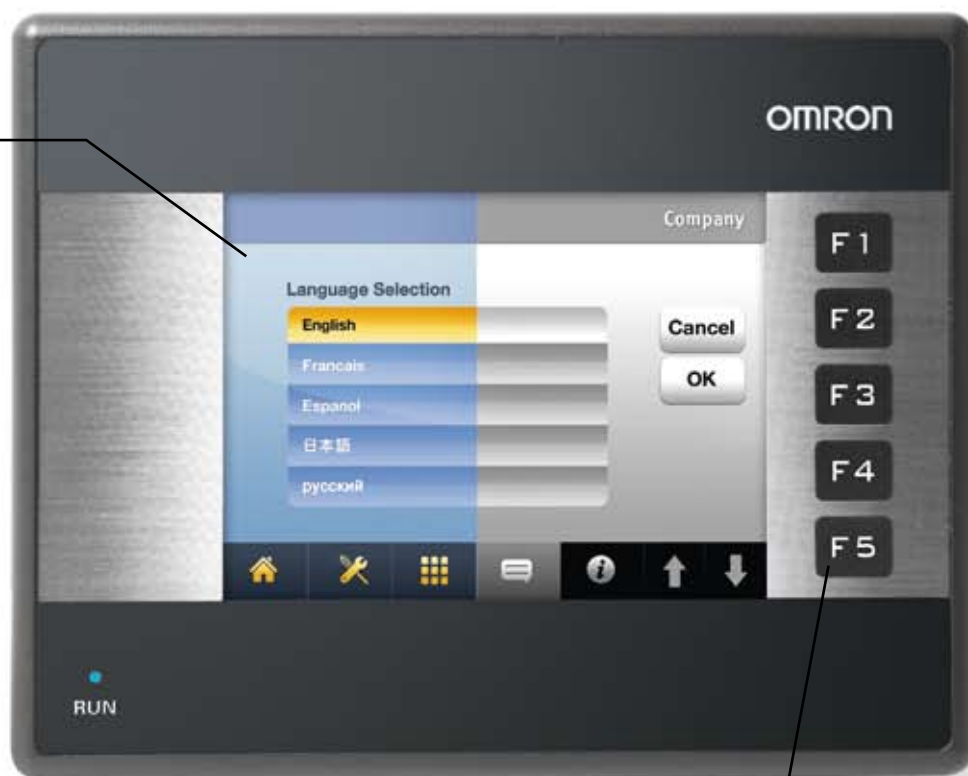 OMRON
Company
Language Selection
English
Francais
Espanol
日本語
русский
Cancel
OK
F1
F2
F3
F4
F5
RUN